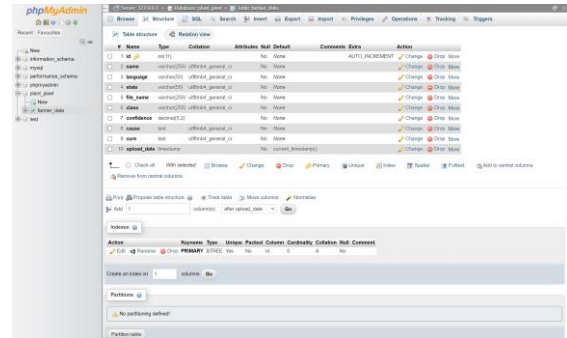 phpMyAdmin
Server: 127.0.0.1 » Database: plant_pixel » Table: farmer_data
Browse Structure SQL Search Insert Export Import Privileges Operations Tracking Triggers
Recent Favourites
Table structure Relation view
New
information_schema
mysql
performance_schema
phpmyadmin
plant_pixel
New
farmer_data
test
# Name Type Collation Attributes Null Default Comments Extra Action
1 id int(11) No None AUTO_INCREMENT Change Drop More
2 name varchar(255) utf8mb4_general_ci No None Change Drop More
3 language varchar(50) utf8mb4_general_ci No None Change Drop More
4 state varchar(50) utf8mb4_general_ci No None Change Drop More
5 file_name varchar(255) utf8mb4_general_ci No None Change Drop More
6 class varchar(255) utf8mb4_general_ci No None Change Drop More
7 confidence decimal(5,2) No None Change Drop More
8 cause text utf8mb4_general_ci No None Change Drop More
9 cure text utf8mb4_general_ci No None Change Drop More
10 upload_date timestamp No current_timestamp() Change Drop More
Check all With selected: Browse Change Drop Primary Unique Index Spatial Fulltext Add to central columns
Remove from central columns
Print Propose table structure Track table Move columns Normalise
Add 1 column(s) after upload_date Go
Indexes
Action Keyname Type Unique Packed Column Cardinality Collation Null Comment
Edit Rename Drop PRIMARY BTREE Yes No id 0 A No
Create an index on 1 columns Go
Partitions
No partitioning defined!
Partition table